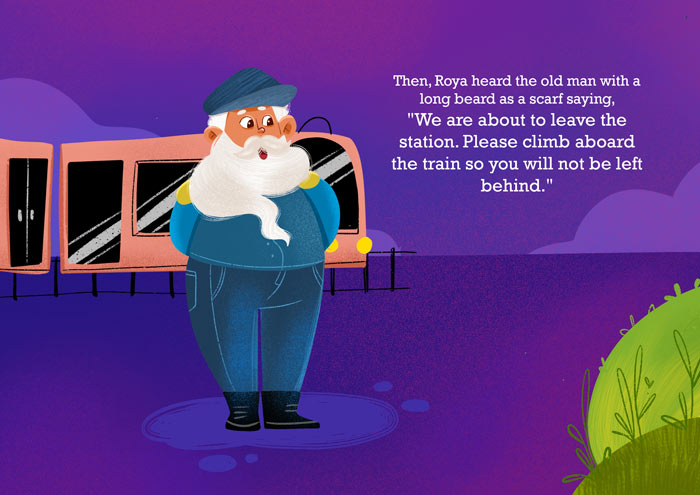 Then, Roya heard the old man with a
long beard as a scarf saying,
"We are about to leave the
station. Please climb aboard
the train so you will not be left
behind."